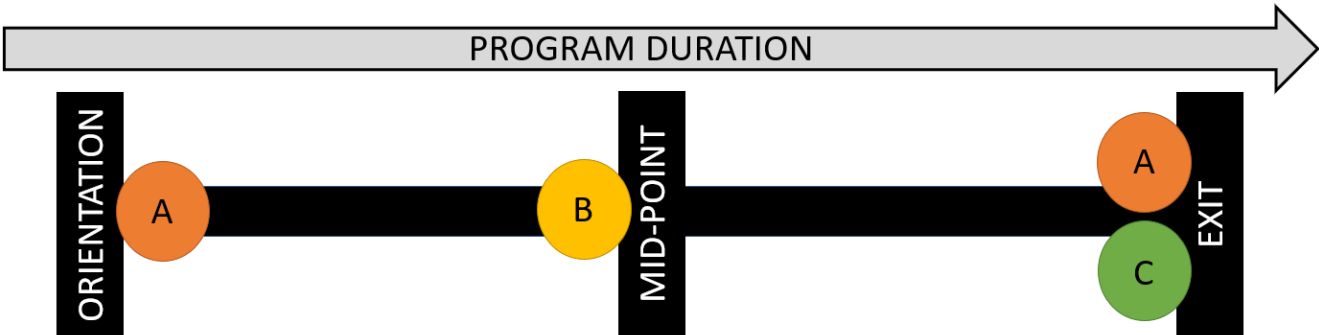 PROGRAM DURATION
ORIENTATION
A
B
MID-POINT
A
C
EXIT